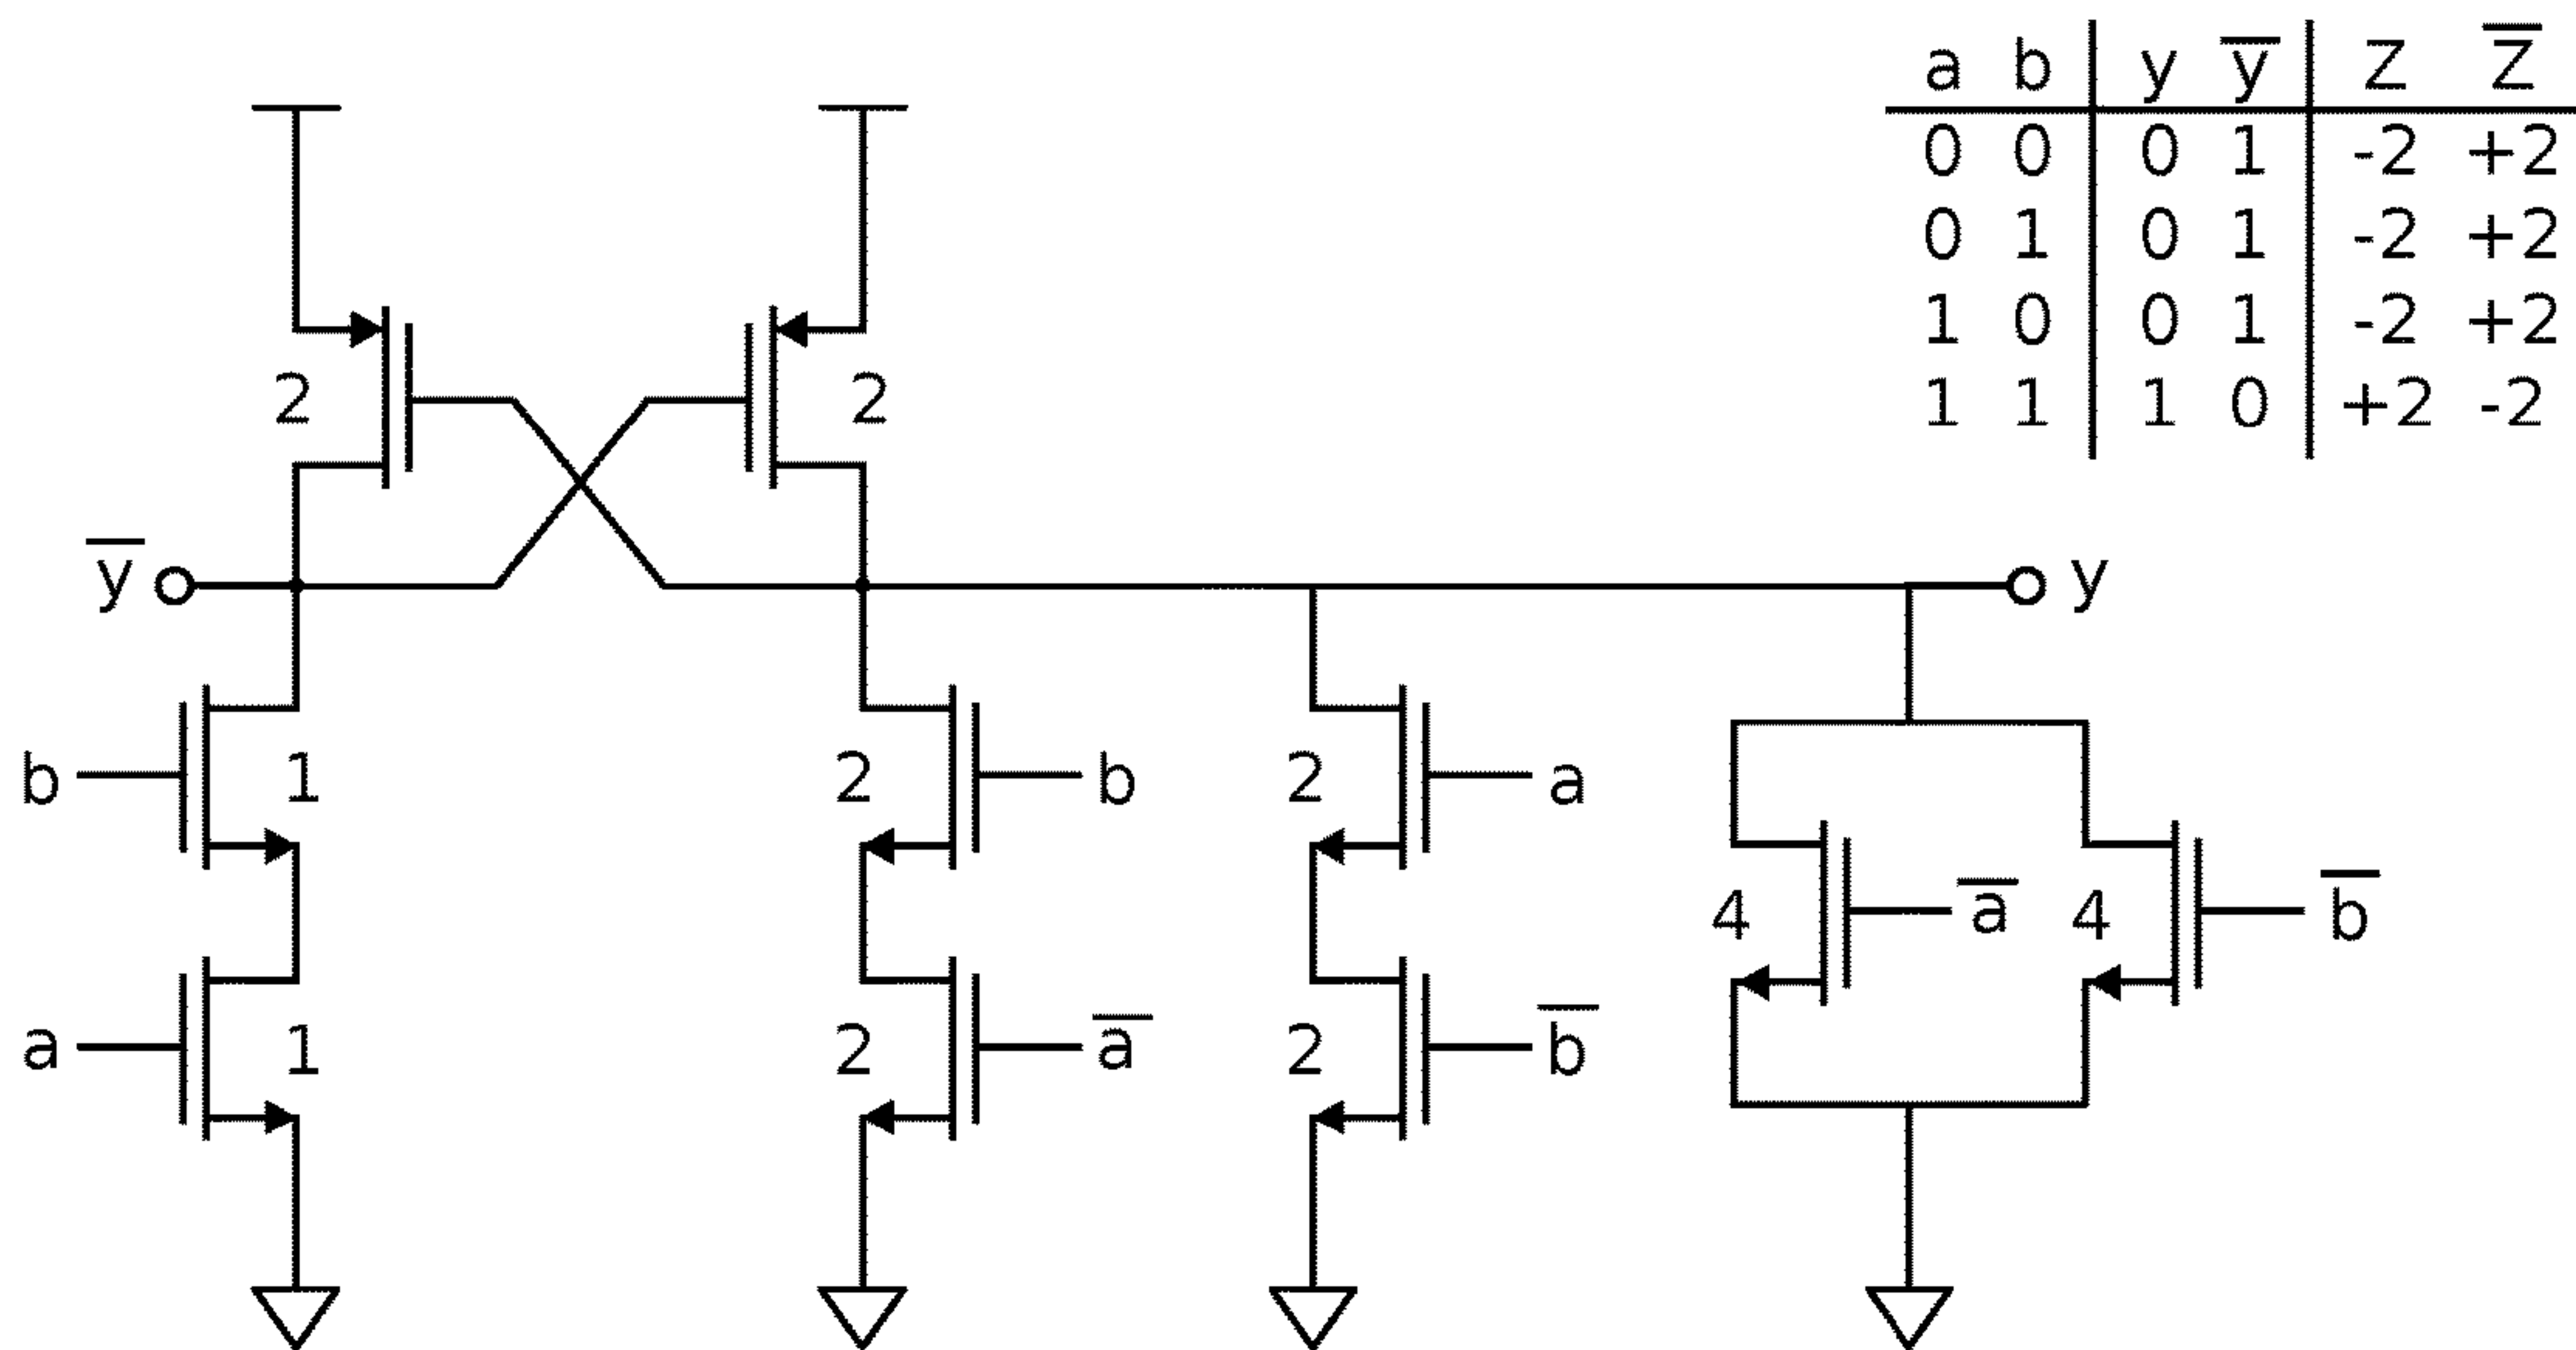 a b y y̅ Z Z̅
0 0 0 1 -2 +2
0 1 0 1 -2 +2
1 0 0 1 -2 +2
1 1 1 0 +2 -2
2 2
y̅ y
b 1 2 b 2 a
4 a̅ 4 b̅
a 1 2 a̅ 2 b̅